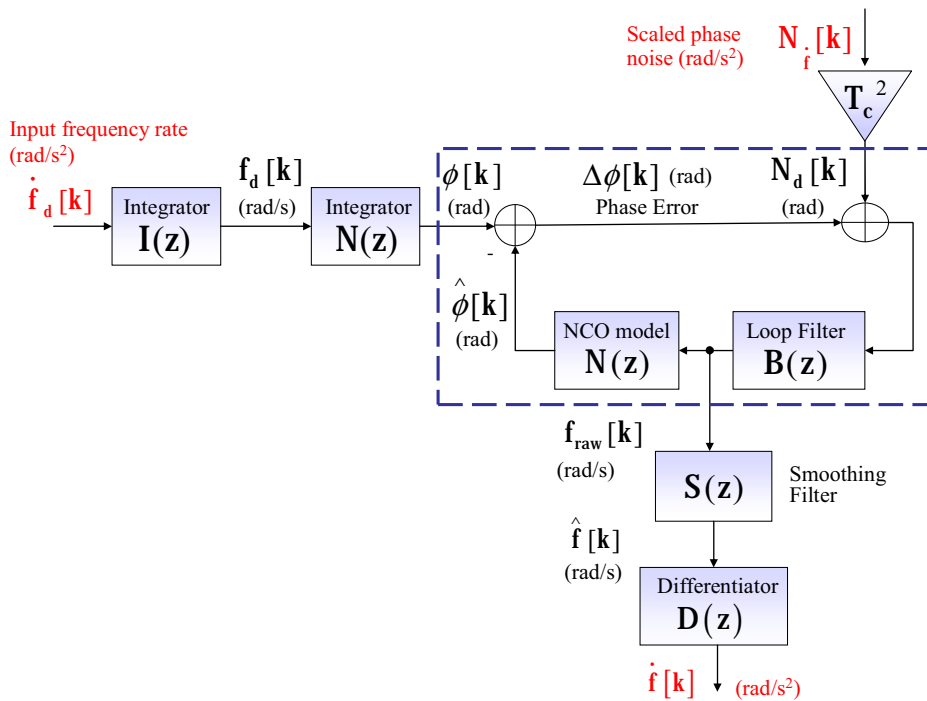 Scaled phase
noise (rad/s²)
N_ḟ[k]
T_c²
Input frequency rate
(rad/s²)
ḟ_d[k]
Integrator
I(z)
f_d[k]
(rad/s)
Integrator
N(z)
ϕ[k]
(rad)
Δϕ[k] (rad)
Phase Error
N_d[k]
(rad)
-
ϕ̂[k]
(rad)
NCO model
N(z)
Loop Filter
B(z)
f_raw[k]
(rad/s)
S(z)
Smoothing
Filter
f̂[k]
(rad/s)
Differentiator
D(z)
ḟ[k] (rad/s²)